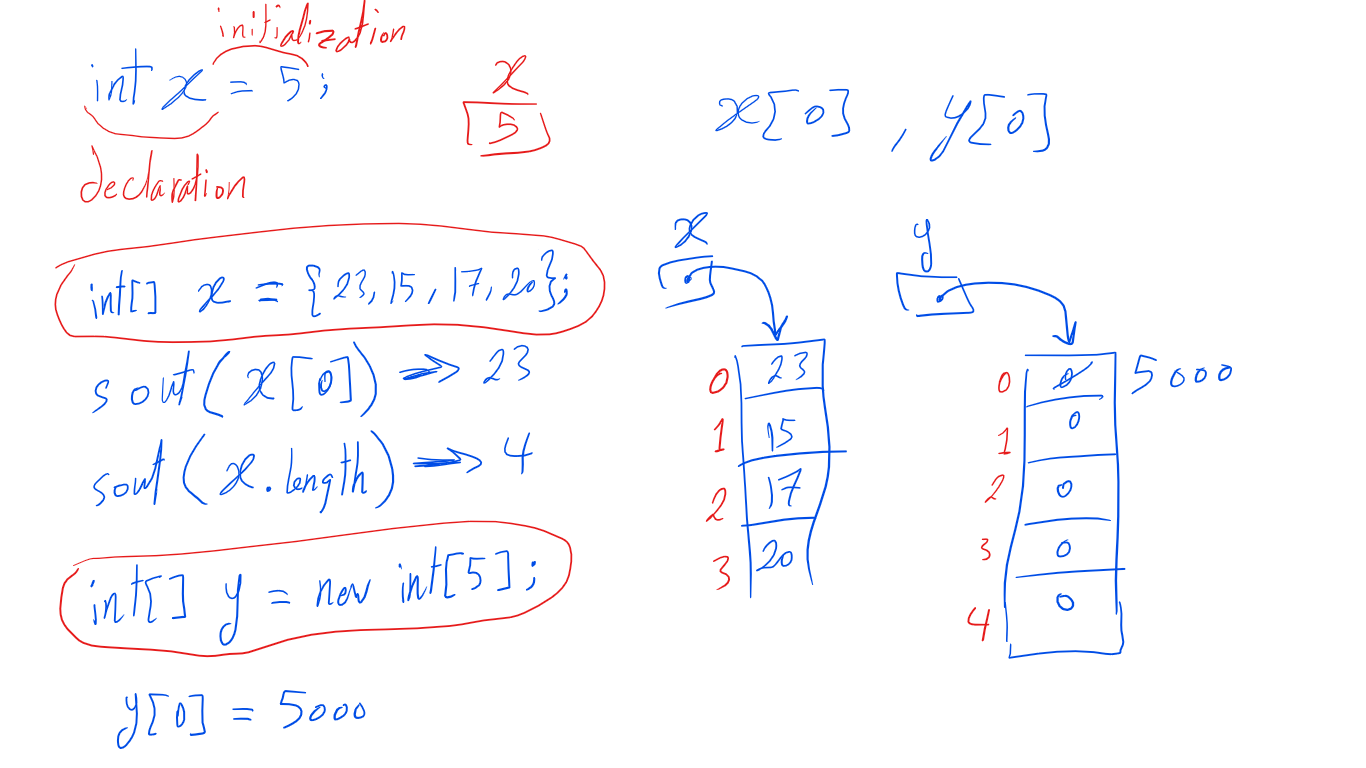 initialization
int x = 5;
declaration
x
5
x[0] , y[0]
int[] x = {23, 15, 17, 20};
sout(x[0]) → 23
sout(x.length) → 4
int[] y = new int[5];
y[0] = 5000
x
0 23
1 15
2 17
3 20
y
0 0 5000
1 0
2 0
3 0
4 0